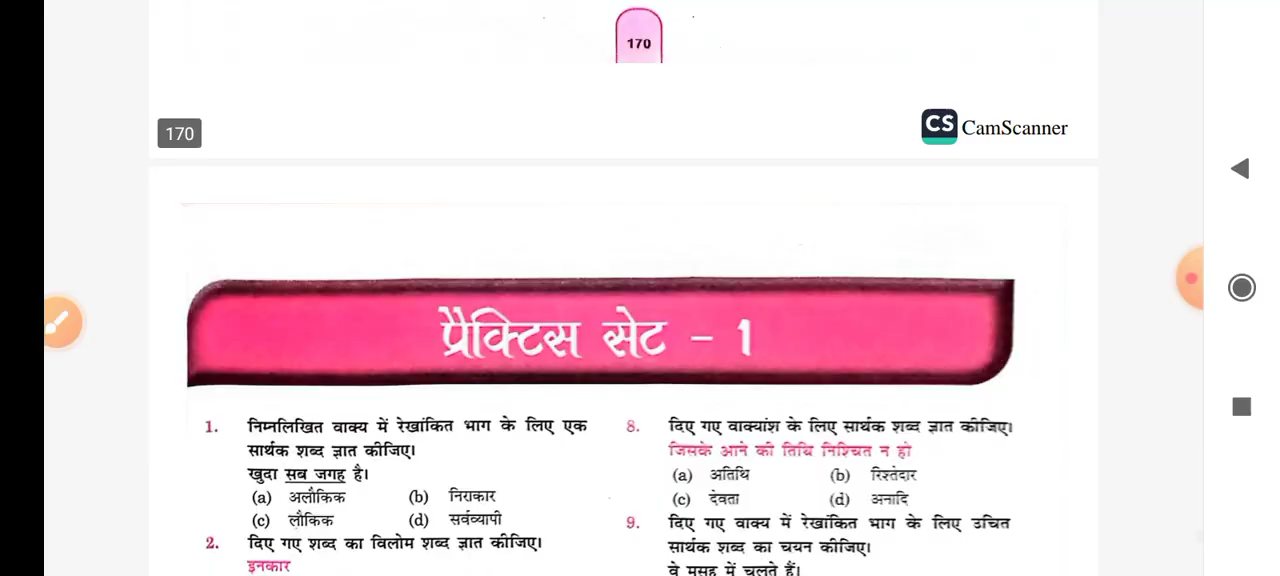 170
170
CS CamScanner
प्रैक्टिस सेट - 1
1. निम्नलिखित वाक्य में रेखांकित भाग के लिए एक
सार्थक शब्द ज्ञात कीजिए।
खुदा सब जगह है।
(a) अलौकिक (b) निराकार
(c) लौकिक (d) सर्वव्यापी
2. दिए गए शब्द का विलोम शब्द ज्ञात कीजिए।
इनकार
8. दिए गए वाक्यांश के लिए सार्थक शब्द ज्ञात कीजिए।
जिसके आने की तिथि निश्चित न हो
(a) अतिथि (b) रिश्तेदार
(c) देवता (d) अनादि
9. दिए गए वाक्य में रेखांकित भाग के लिए उचित
सार्थक शब्द का चयन कीजिए।
वे में चलते हैं।